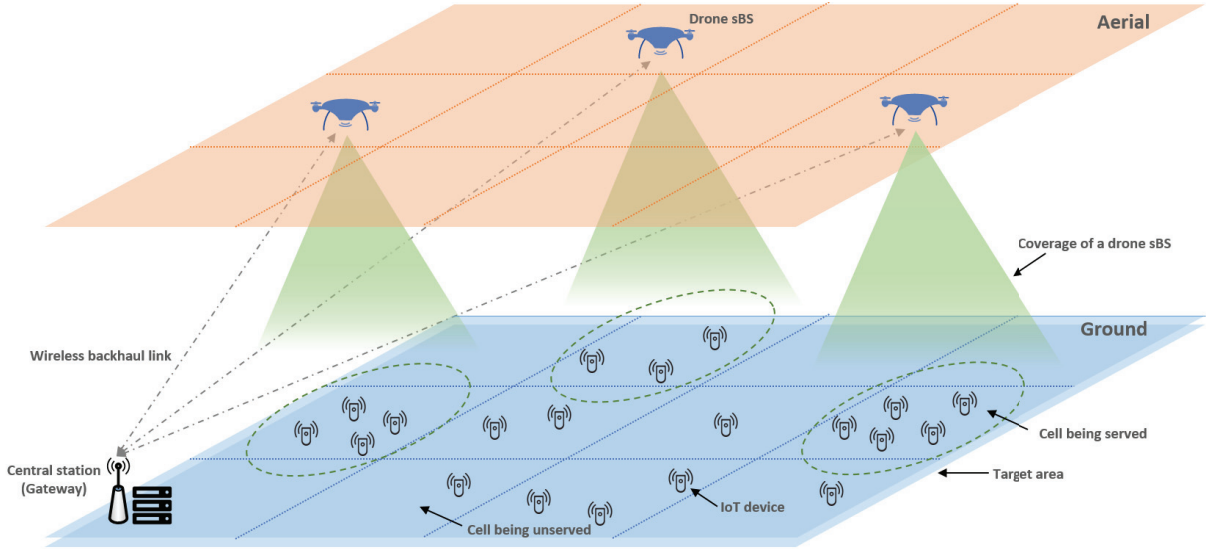 Drone sBS
Aerial
Coverage of a drone sBS
Ground
Wireless backhaul link
Cell being served
Central station
(Gateway)
Target area
IoT device
Cell being unserved